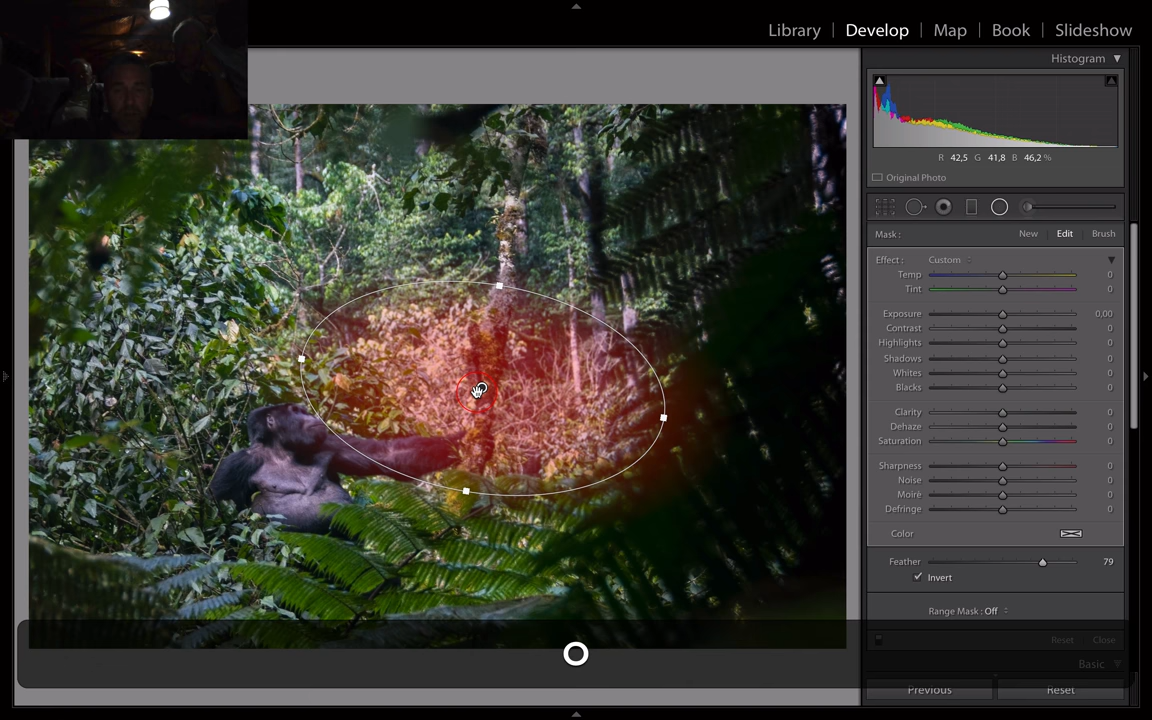 Library | Develop | Map | Book | Slideshow
Histogram
R 42,5 G 41,8 B 46,2 %
Original Photo
Mask : New Edit Brush
Effect : Custom
Temp 0
Tint 0
Exposure 0,00
Contrast 0
Highlights 0
Shadows 0
Whites 0
Blacks 0
Clarity 0
Dehaze 0
Saturation 0
Sharpness 0
Noise 0
Moiré 0
Defringe 0
Color
Feather 79
Invert
Range Mask : Off
Reset Close
Basic
Previous Reset